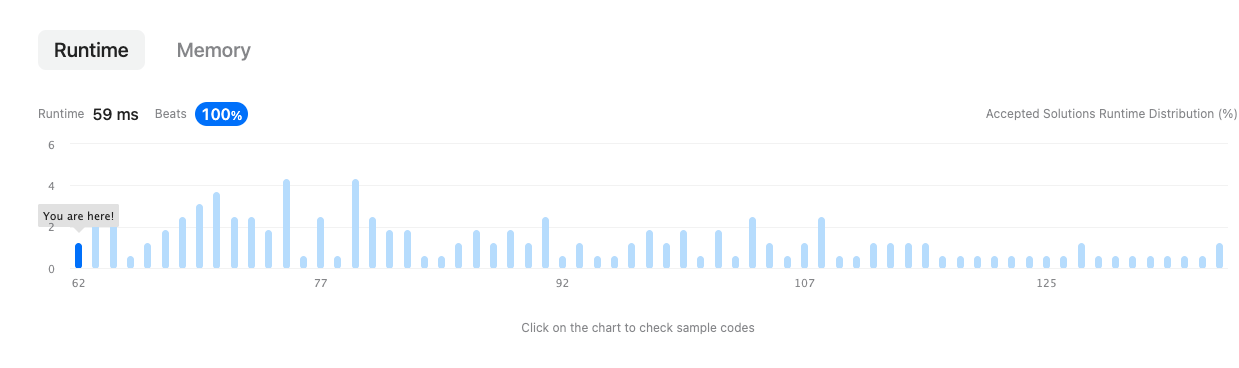 Runtime Memory
Runtime 59 ms Beats 100% Accepted Solutions Runtime Distribution (%)
6
4
You are here!
2
0
62 77 92 107 125
Click on the chart to check sample codes